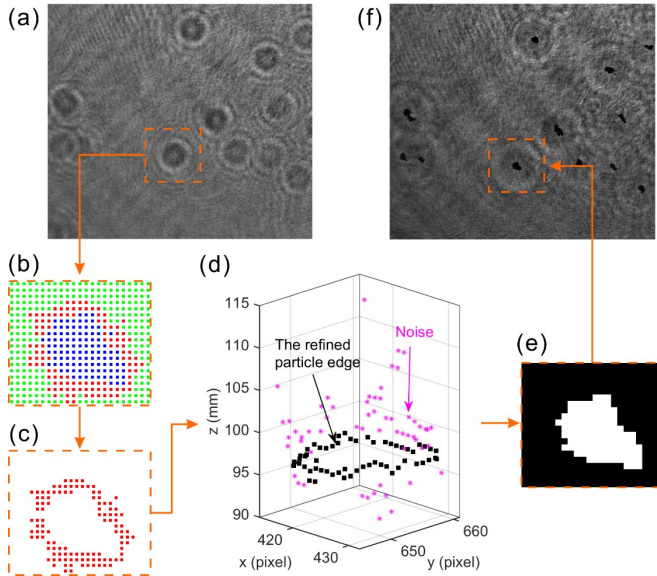 (a)
(f)
(b)
(d)
115
110
105
100
95
90
z (mm)
The refined
particle edge
Noise
420
430
x (pixel)
650
660
y (pixel)
(e)
(c)